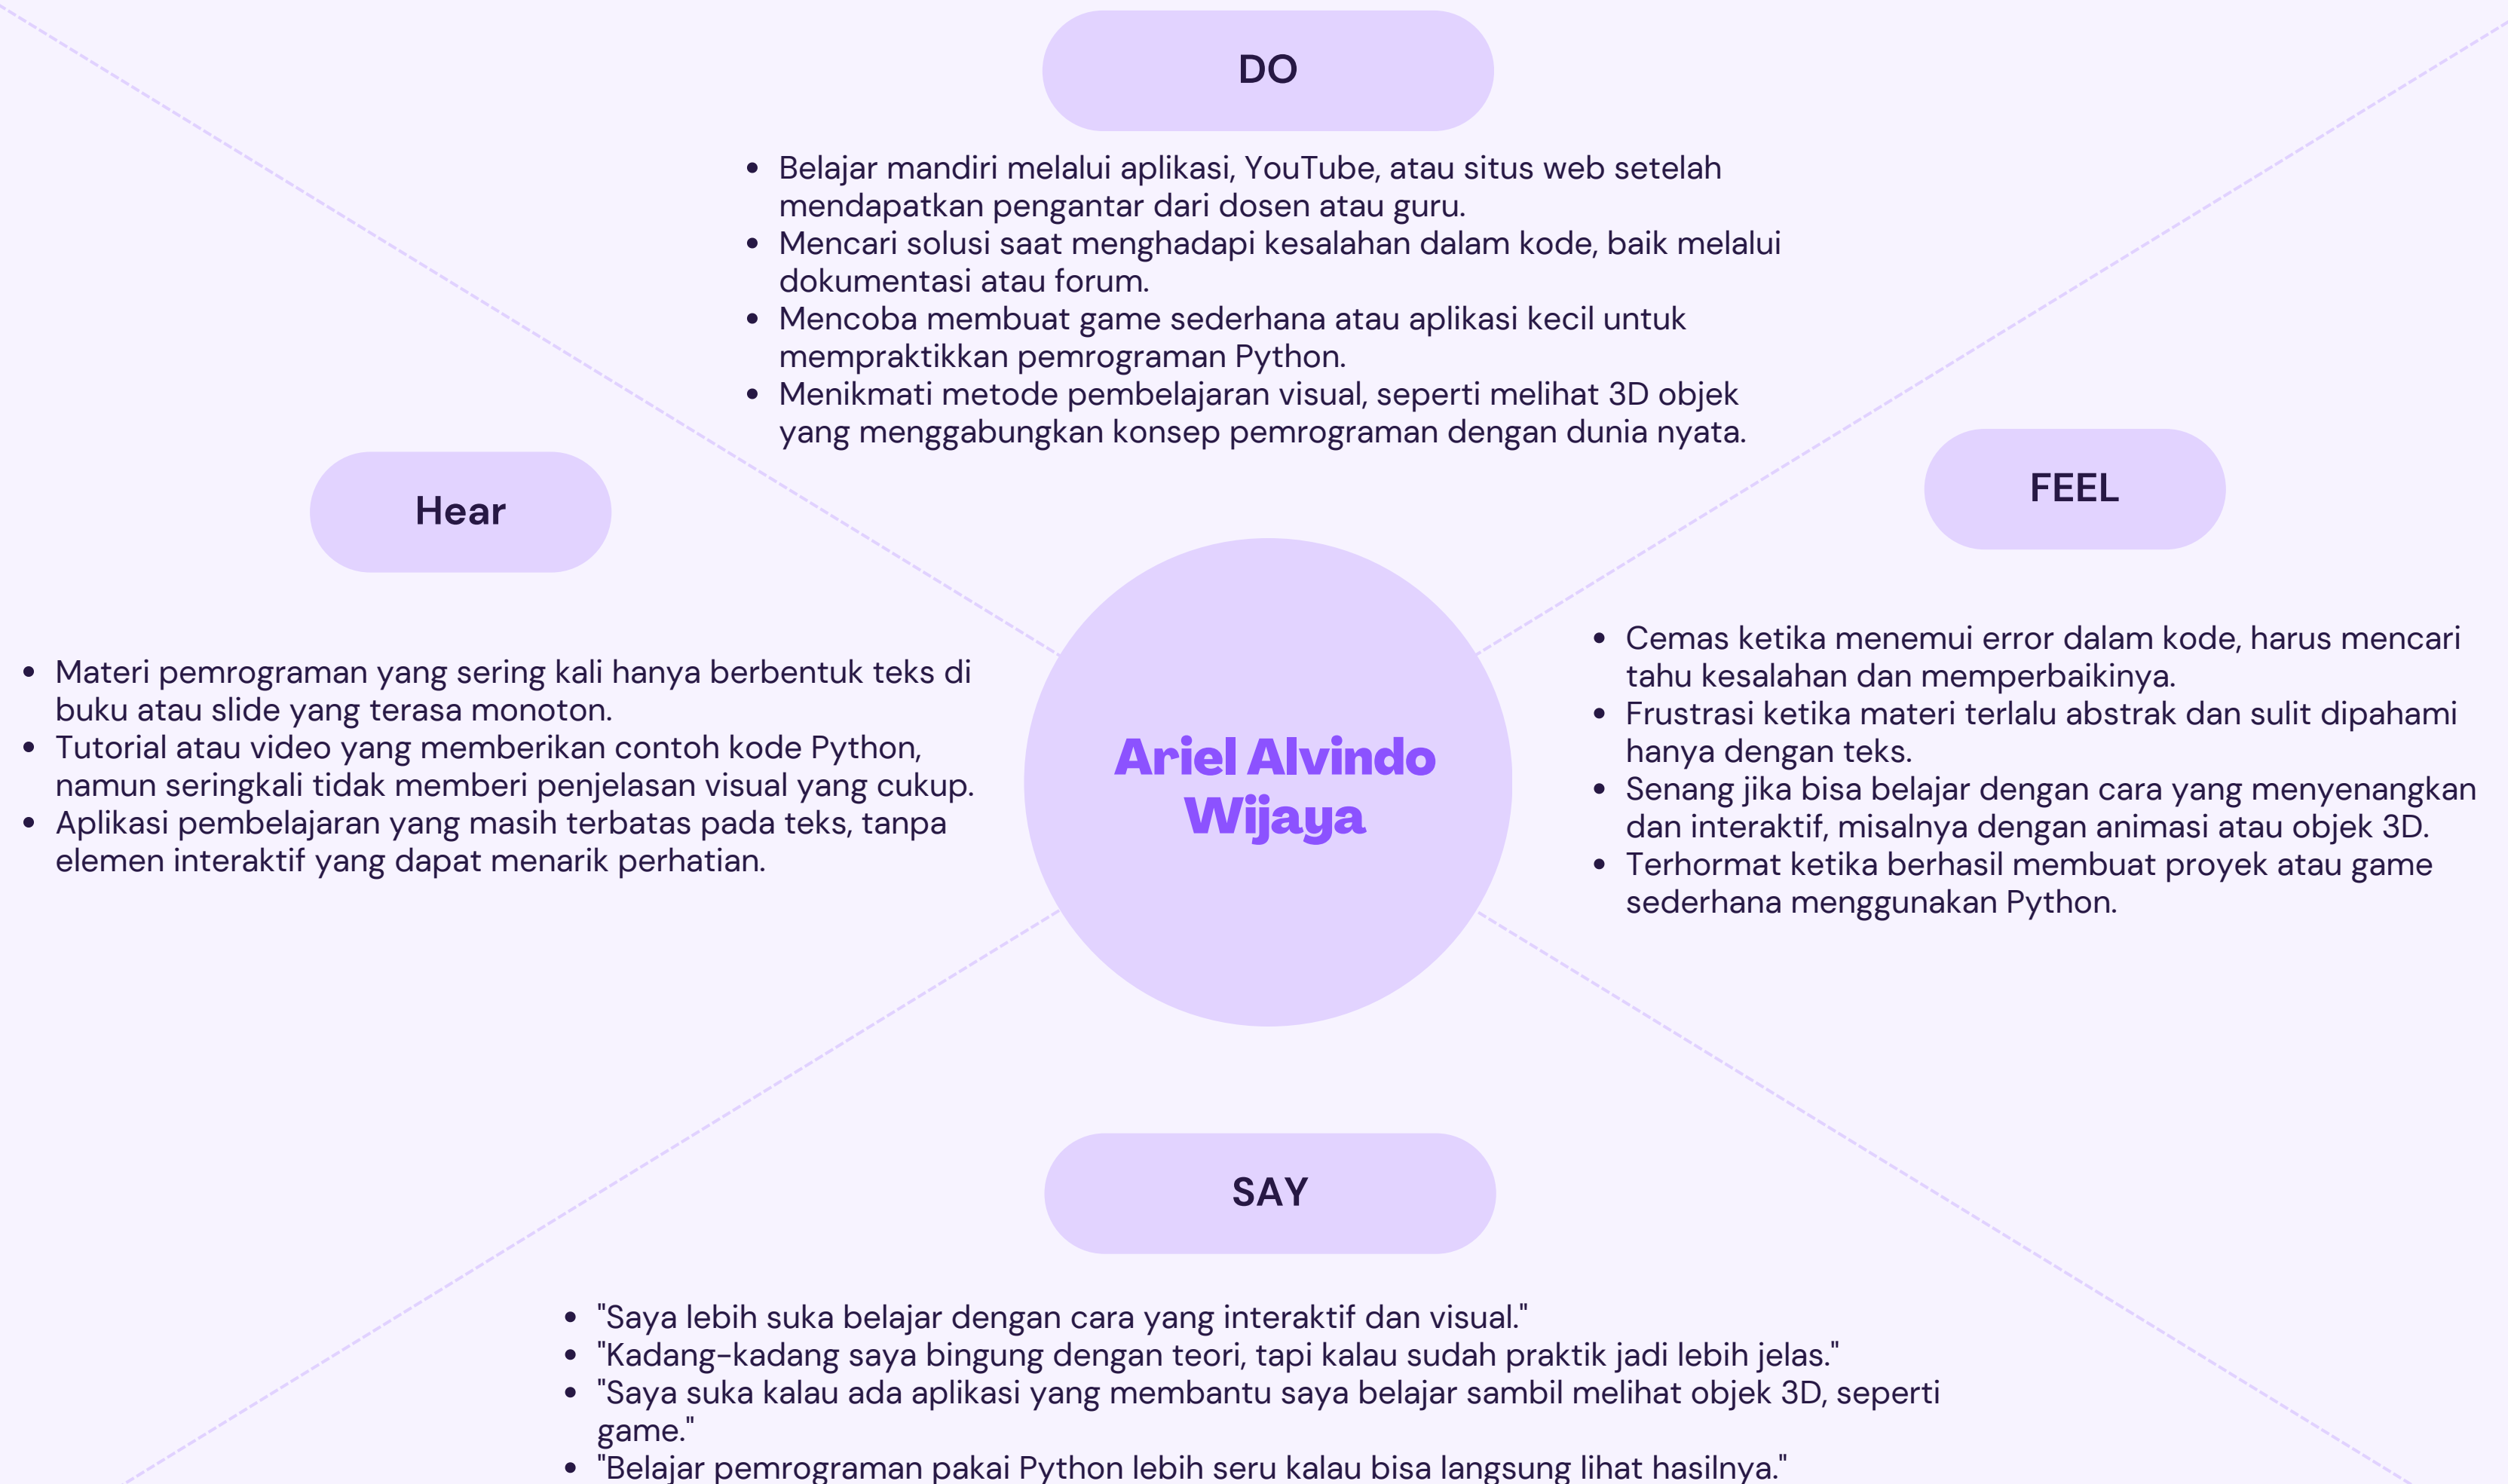 DO
• Belajar mandiri melalui aplikasi, YouTube, atau situs web setelah
mendapatkan pengantar dari dosen atau guru.
• Mencari solusi saat menghadapi kesalahan dalam kode, baik melalui
dokumentasi atau forum.
• Mencoba membuat game sederhana atau aplikasi kecil untuk
mempraktikkan pemrograman Python.
• Menikmati metode pembelajaran visual, seperti melihat 3D objek
yang menggabungkan konsep pemrograman dengan dunia nyata.
Hear
• Materi pemrograman yang sering kali hanya berbentuk teks di
buku atau slide yang terasa monoton.
• Tutorial atau video yang memberikan contoh kode Python,
namun seringkali tidak memberi penjelasan visual yang cukup.
• Aplikasi pembelajaran yang masih terbatas pada teks, tanpa
elemen interaktif yang dapat menarik perhatian.
Ariel Alvindo
Wijaya
FEEL
• Cemas ketika menemui error dalam kode, harus mencari
tahu kesalahan dan memperbaikinya.
• Frustrasi ketika materi terlalu abstrak dan sulit dipahami
hanya dengan teks.
• Senang jika bisa belajar dengan cara yang menyenangkan
dan interaktif, misalnya dengan animasi atau objek 3D.
• Terhormat ketika berhasil membuat proyek atau game
sederhana menggunakan Python.
SAY
• "Saya lebih suka belajar dengan cara yang interaktif dan visual."
• "Kadang-kadang saya bingung dengan teori, tapi kalau sudah praktik jadi lebih jelas."
• "Saya suka kalau ada aplikasi yang membantu saya belajar sambil melihat objek 3D, seperti
game."
• "Belajar pemrograman pakai Python lebih seru kalau bisa langsung lihat hasilnya."